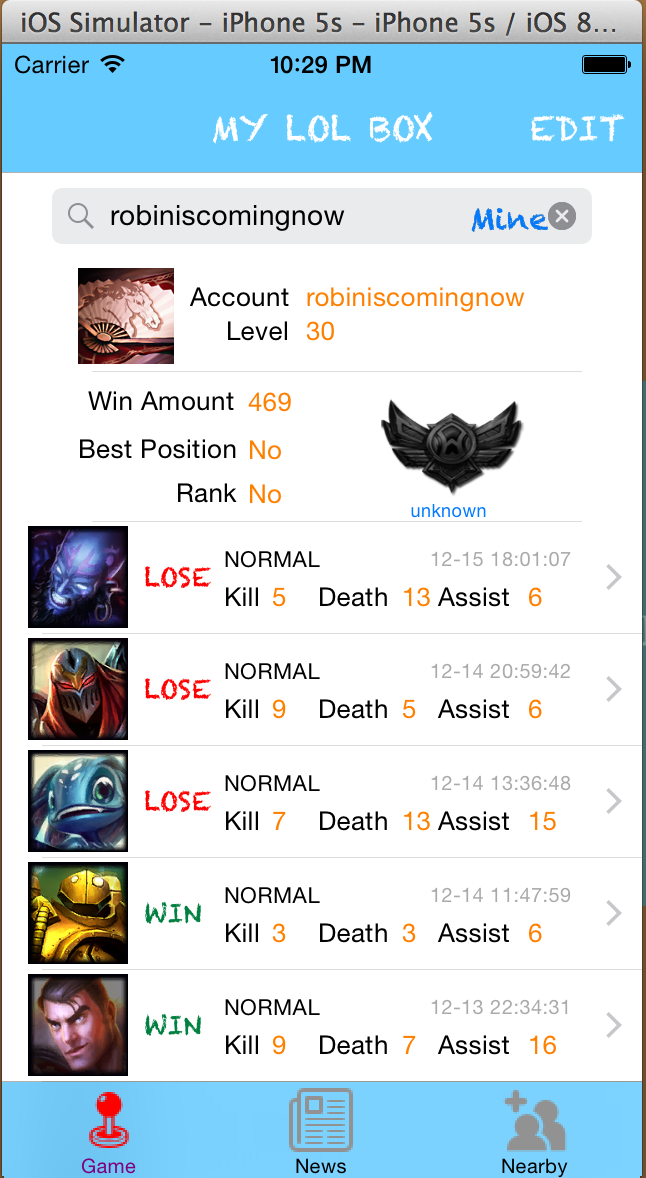 iOS Simulator – iPhone 5s – iPhone 5s / iOS 8...
Carrier 10:29 PM
MY LOL BOX EDIT
robiniscomingnow Mine
Account robiniscomingnow
Level 30
Win Amount 469
Best Position No
Rank No
unknown
LOSE NORMAL 12-15 18:01:07
Kill 5 Death 13 Assist 6
LOSE NORMAL 12-14 20:59:42
Kill 9 Death 5 Assist 6
LOSE NORMAL 12-14 13:36:48
Kill 7 Death 13 Assist 15
WIN NORMAL 12-14 11:47:59
Kill 3 Death 3 Assist 6
WIN NORMAL 12-13 22:34:31
Kill 9 Death 7 Assist 16
Game News Nearby